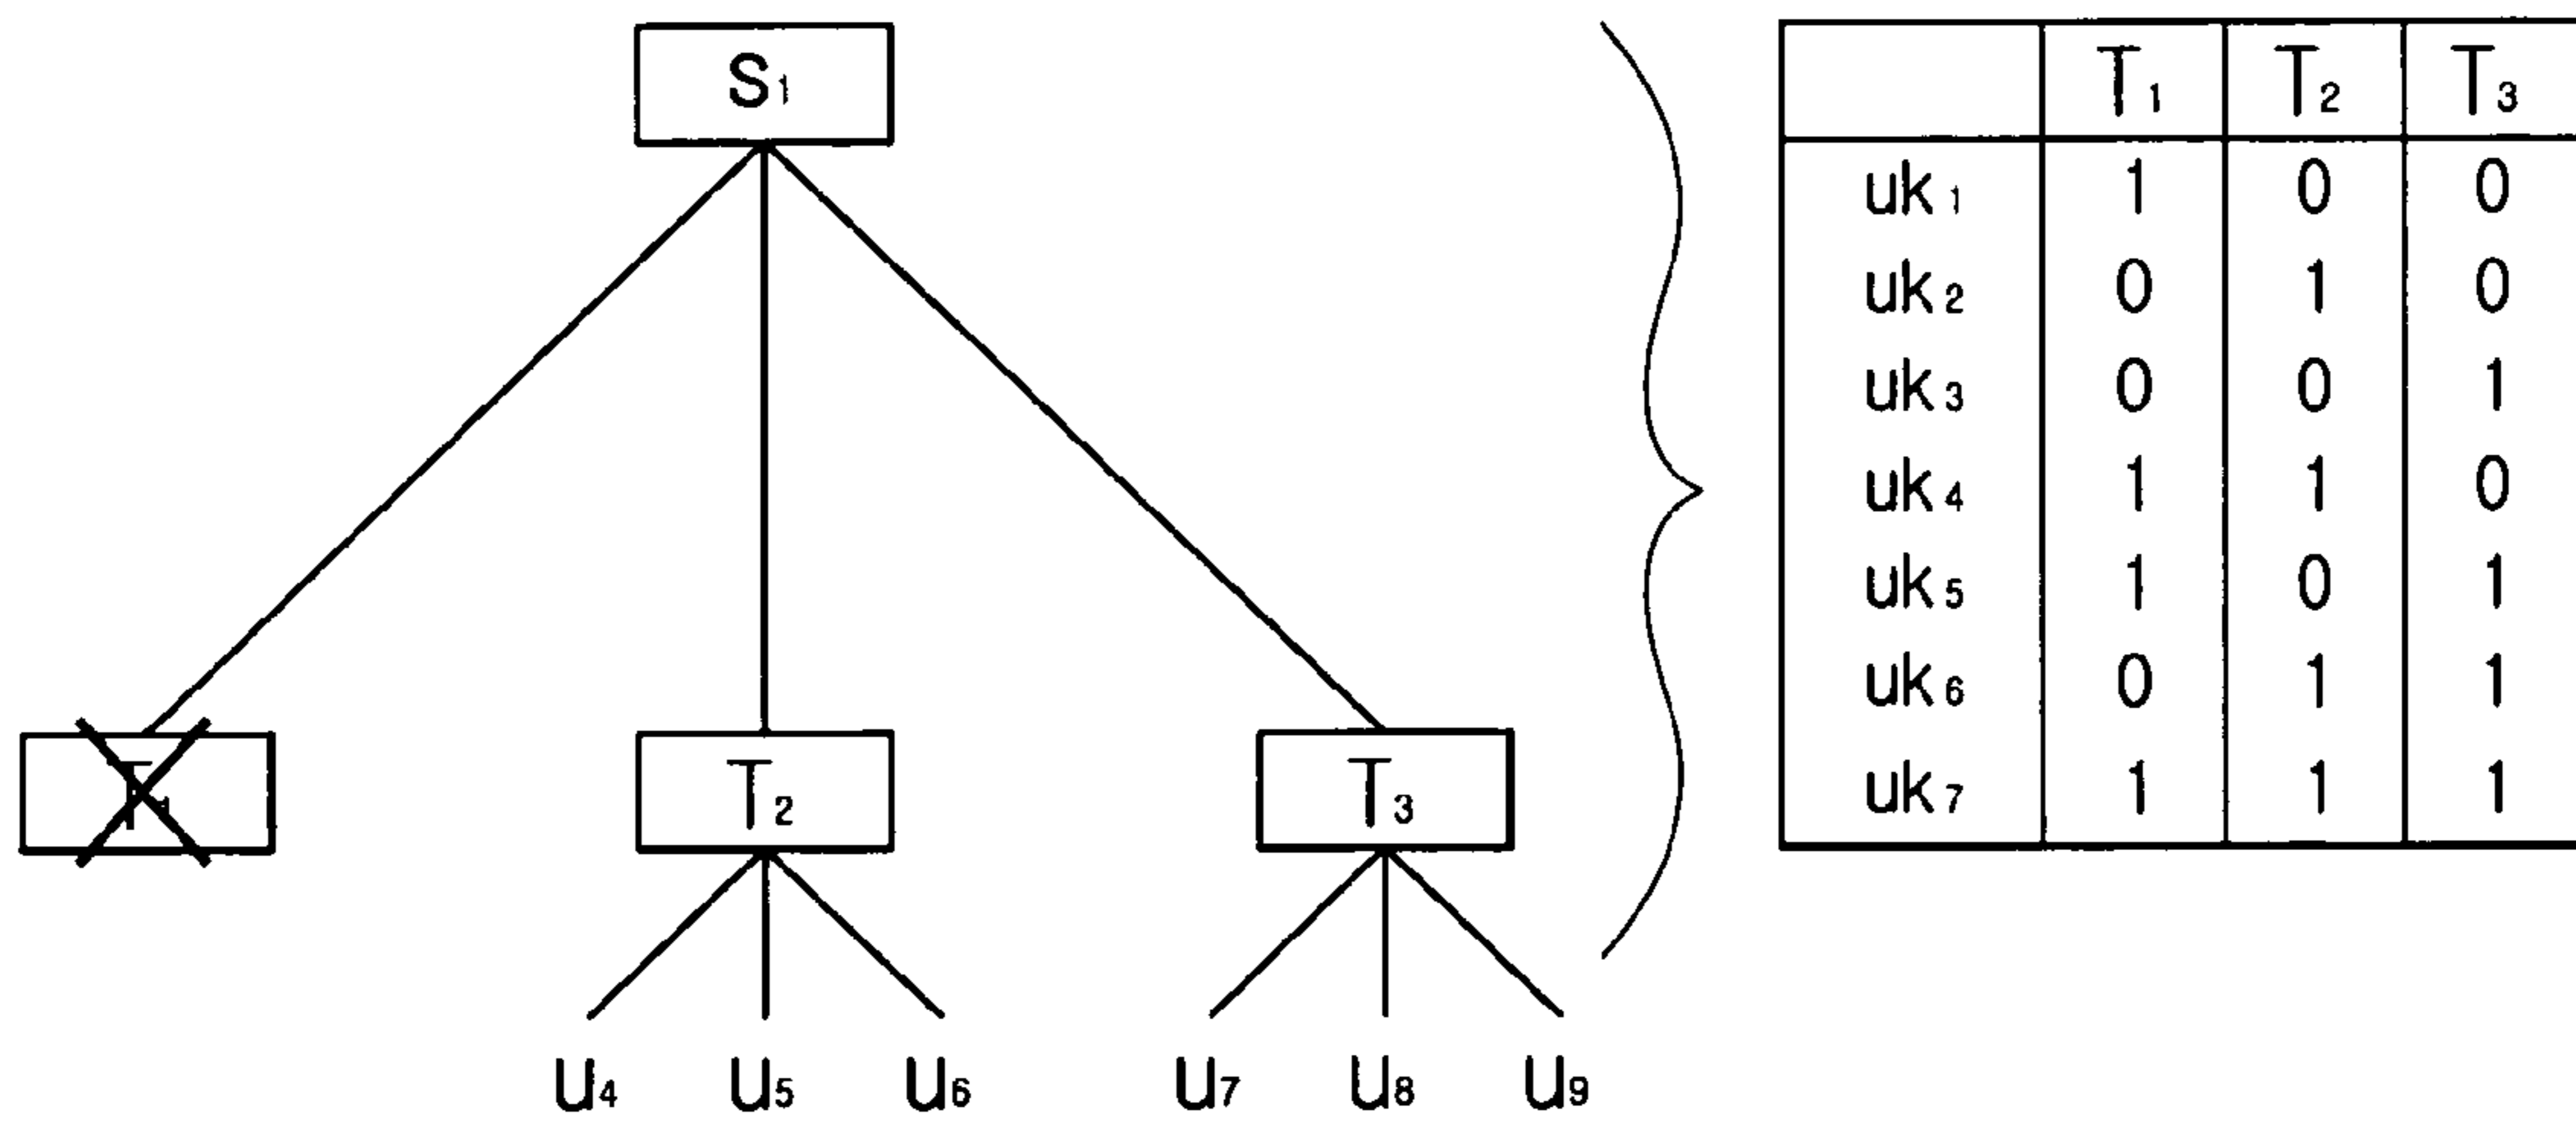 S₁
T₁ T₂ T₃
u₄ u₅ u₆ u₇ u₈ u₉
T₁ T₂ T₃
uk₁ 1 0 0
uk₂ 0 1 0
uk₃ 0 0 1
uk₄ 1 1 0
uk₅ 1 0 1
uk₆ 0 1 1
uk₇ 1 1 1